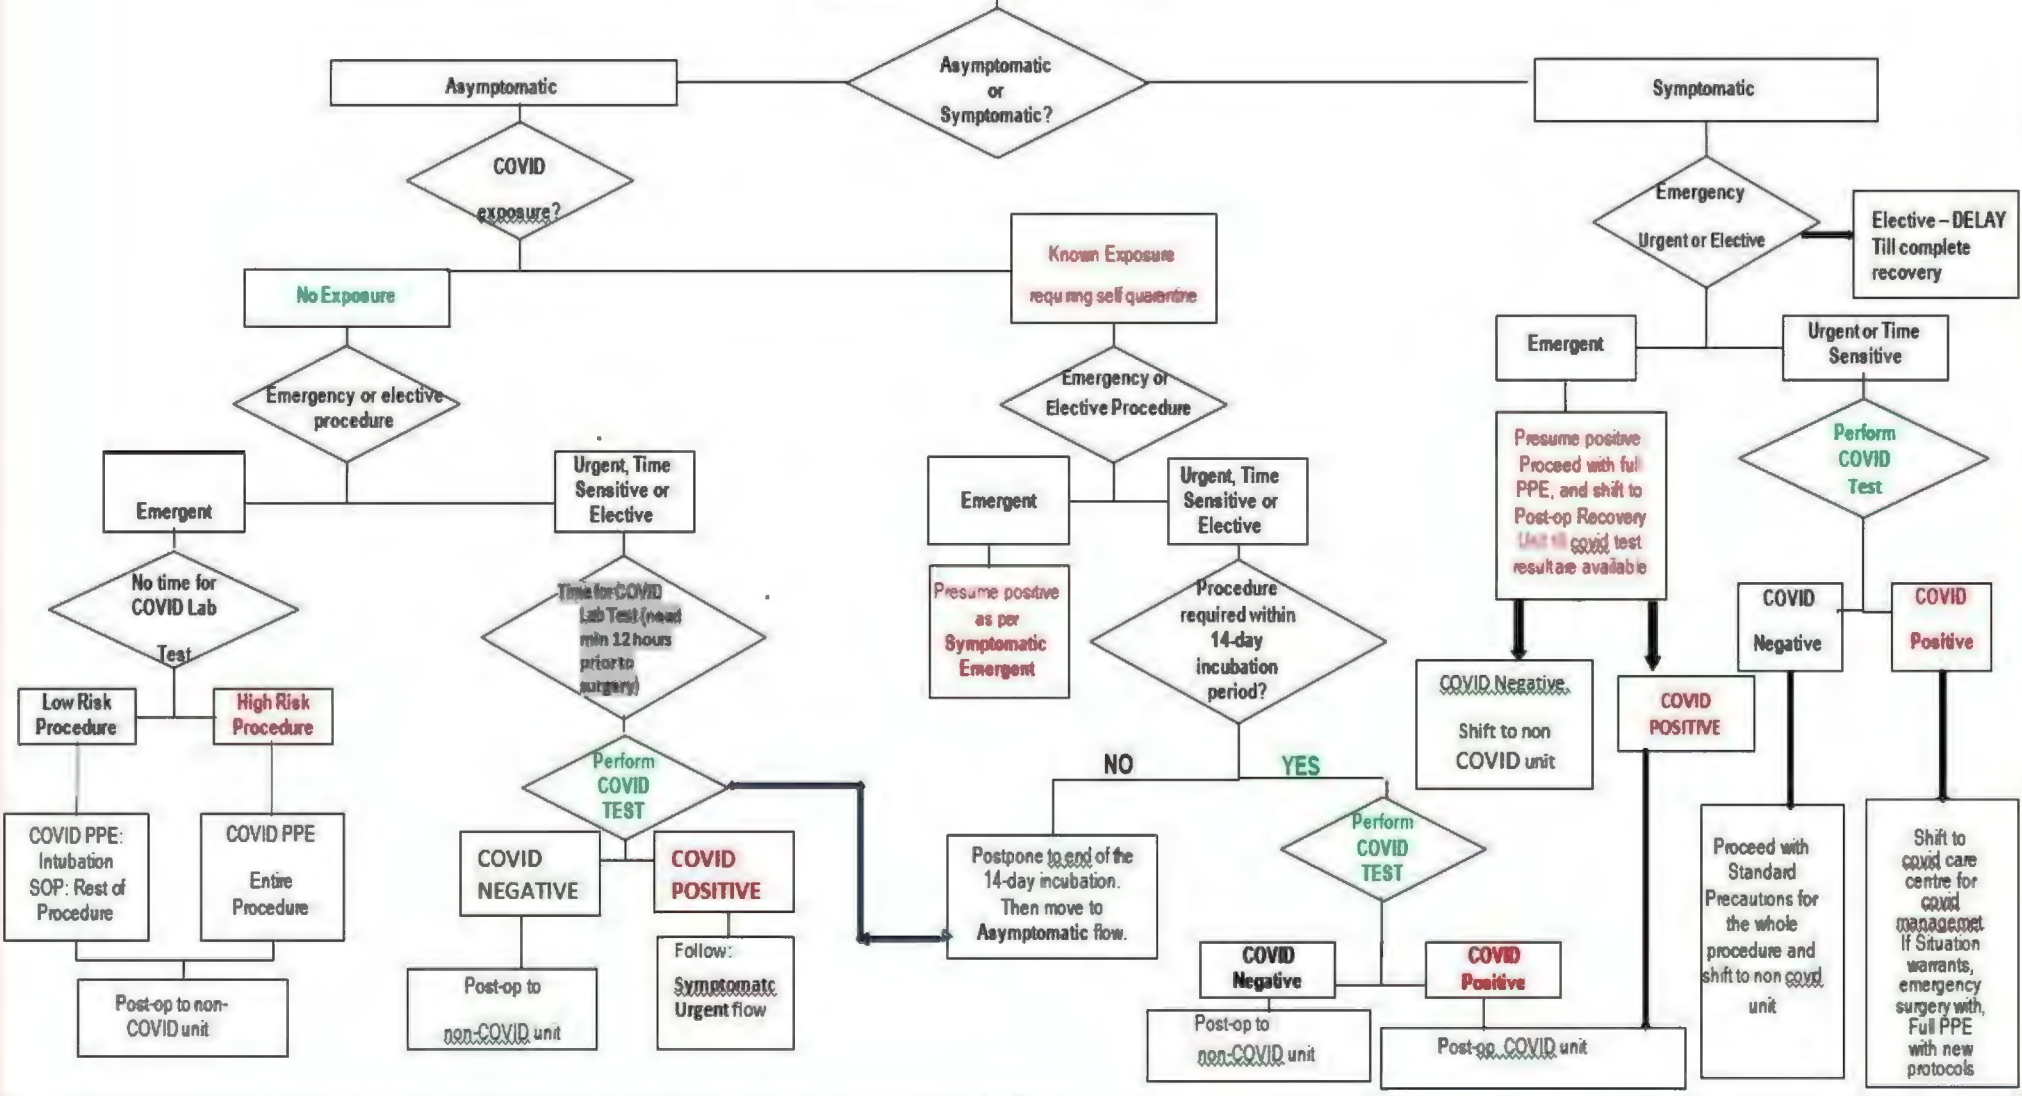 Asymptomatic
or
Symptomatic?
Asymptomatic
Symptomatic
COVID
exposure?
Emergency
Urgent or Elective
Elective – DELAY
Till complete
recovery
No Exposure
Known Exposure
requiring self quarantine
Emergent
Urgent or Time
Sensitive
Emergency or elective
procedure
Emergency or
Elective Procedure
Presume positive
Proceed with full
PPE, and shift to
Post-op Recovery
Unit till covid test
result are available
Perform
COVID
Test
Emergent
Urgent, Time
Sensitive or
Elective
Emergent
Urgent, Time
Sensitive or
Elective
No time for
COVID Lab
Test
Time for COVID
Lab Test (need
min 12 hours
prior to
surgery)
Presume positive
as per
Symptomatic
Emergent
Procedure
required within
14-day
incubation
period?
COVID
Negative
COVID
Positive
Low Risk
Procedure
High Risk
Procedure
COVID Negative.
Shift to non
COVID unit
COVID
POSITIVE
Perform
COVID
TEST
NO
YES
COVID PPE:
Intubation
SOP: Rest of
Procedure
COVID PPE
Entire
Procedure
COVID
NEGATIVE
COVID
POSITIVE
Postpone to end of the
14-day incubation.
Then move to
Asymptomatic flow.
Perform
COVID
TEST
Proceed with
Standard
Precautions for
the whole
procedure and
shift to non covd
unit
Shift to
covid care
centre for
covid
managemet
If Situation
warrants,
emergency
surgery with,
Full PPE
with new
protocols
Post-op to non-
COVID unit
Post-op to
non-COVID unit
Follow:
Symptomatc
Urgent flow
COVID
Negative
COVID
Positive
Post-op to
non-COVID unit
Post-op COVID unit